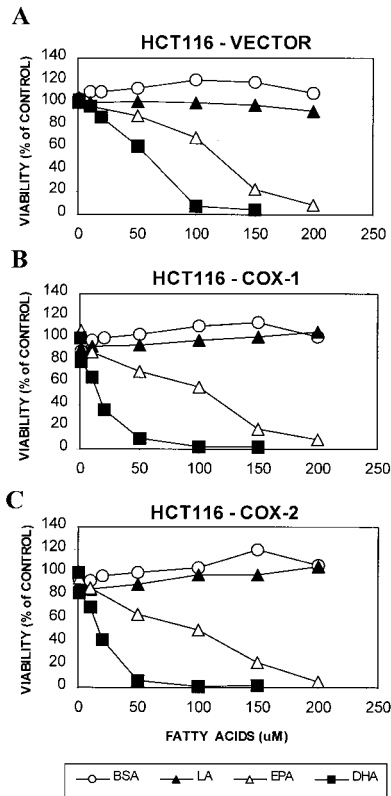 A
HCT116 - VECTOR
VIABILITY (% of CONTROL)
140
120
100
80
60
40
20
0
0 50 100 150 200 250
B
HCT116 - COX-1
VIABILITY (% of CONTROL)
140
120
100
80
60
40
20
0
0 50 100 150 200 250
C
HCT116 - COX-2
VIABILITY (% of CONTROL)
140
120
100
80
60
40
20
0
0 50 100 150 200 250
FATTY ACIDS (uM)
BSA LA EPA DHA